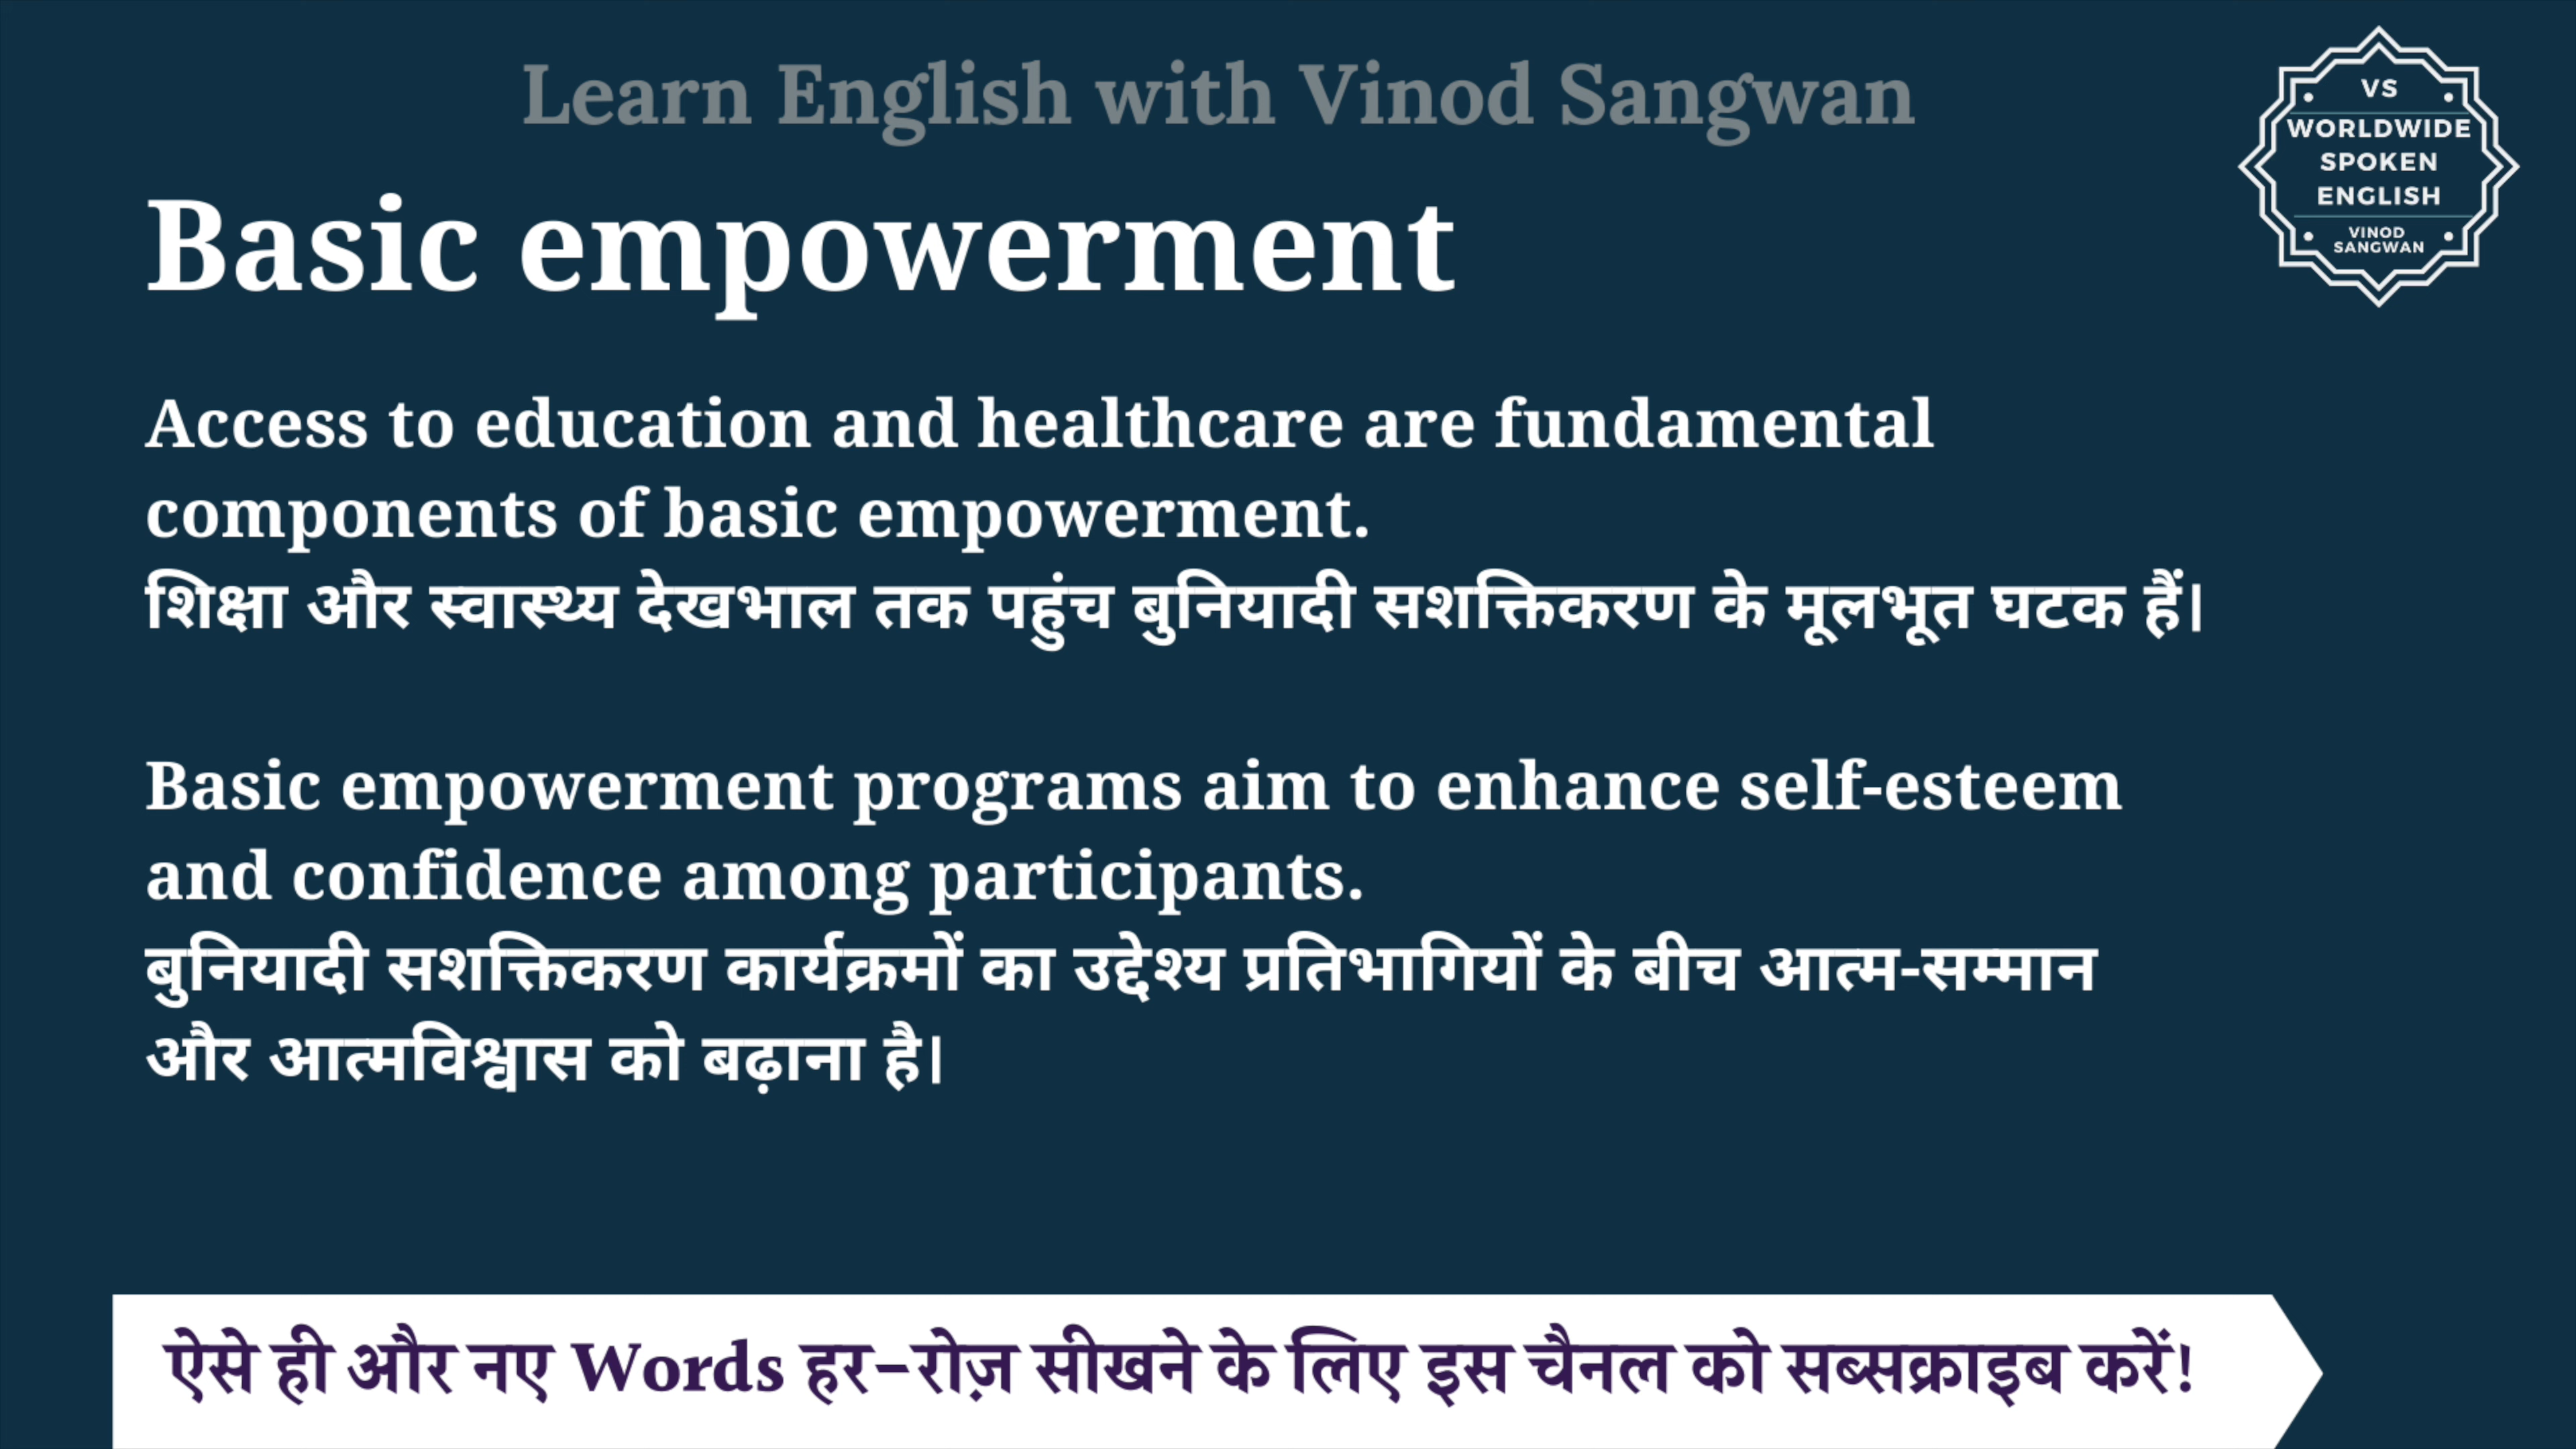 Learn English with Vinod Sangwan
VS
WORLDWIDE
SPOKEN
ENGLISH
VINOD
SANGWAN
Basic empowerment
Access to education and healthcare are fundamental
components of basic empowerment.
शिक्षा और स्वास्थ्य देखभाल तक पहुंच बुनियादी सशक्तिकरण के मूलभूत घटक हैं।
Basic empowerment programs aim to enhance self-esteem
and confidence among participants.
बुनियादी सशक्तिकरण कार्यक्रमों का उद्देश्य प्रतिभागियों के बीच आत्म-सम्मान
और आत्मविश्वास को बढ़ाना है।
ऐसे ही और नए Words हर-रोज़ सीखने के लिए इस चैनल को सब्सक्राइब करें!